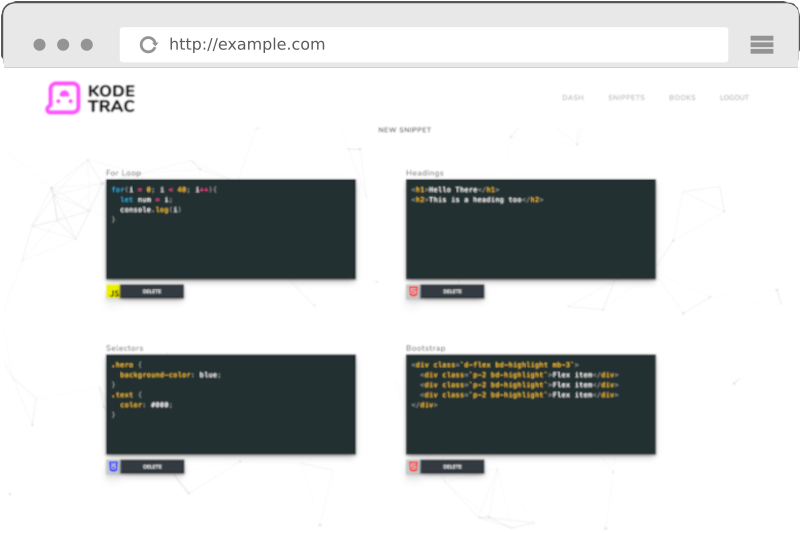 http://example.com
KODE
TRAC
DASH SNIPPETS BOOKS LOGOUT
NEW SNIPPET
For Loop
for(i = 0; i < 40; i++){
  let num = i;
  console.log(i)
}
JS DELETE
Headings
<h1>Hello There</h1>
<h2>This is a heading too</h2>
DELETE
Selectors
.hero {
  background-color: blue;
}
.text {
  color: #000;
}
DELETE
Bootstrap
<div class="d-flex bd-highlight mb-3">
  <div class="p-2 bd-highlight">Flex item</div>
  <div class="p-2 bd-highlight">Flex item</div>
  <div class="p-2 bd-highlight">Flex item</div>
</div>
DELETE